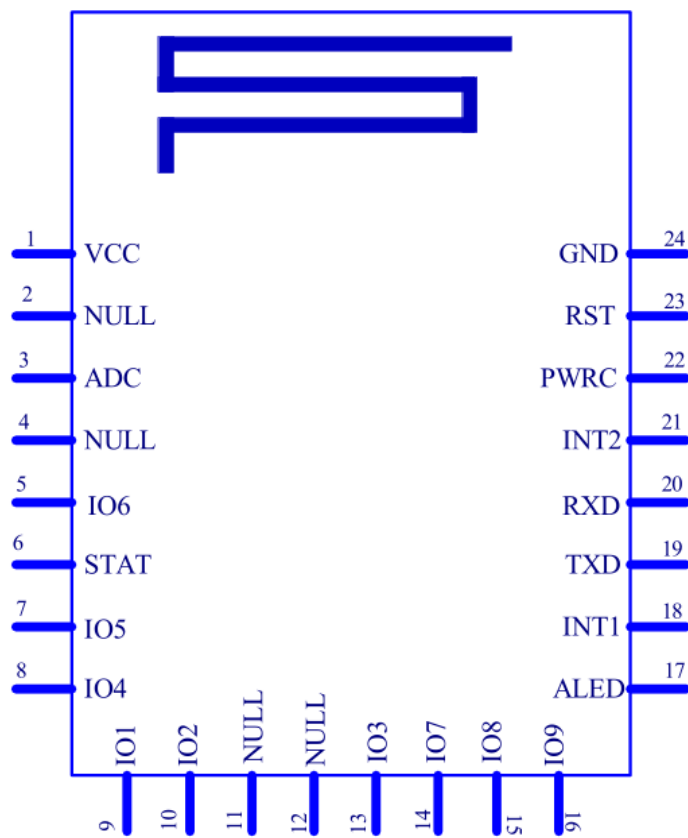 1 VCC GND 24
2 NULL RST 23
3 ADC PWRC 22
4 NULL INT2 21
5 IO6 RXD 20
6 STAT TXD 19
7 IO5 INT1 18
8 IO4 ALED 17
IO1 IO2 NULL NULL IO3 IO7 IO8 IO9
9 10 11 12 13 14 15 16